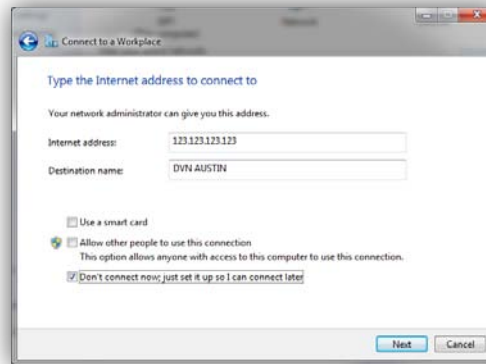 Connect to a Workplace
Type the Internet address to connect to
Your network administrator can give you this address.
Internet address: 123.123.123.123
Destination name: DVN AUSTIN
Use a smart card
Allow other people to use this connection
This option allows anyone with access to this computer to use this connection.
Don't connect now; just set it up so I can connect later
Next Cancel